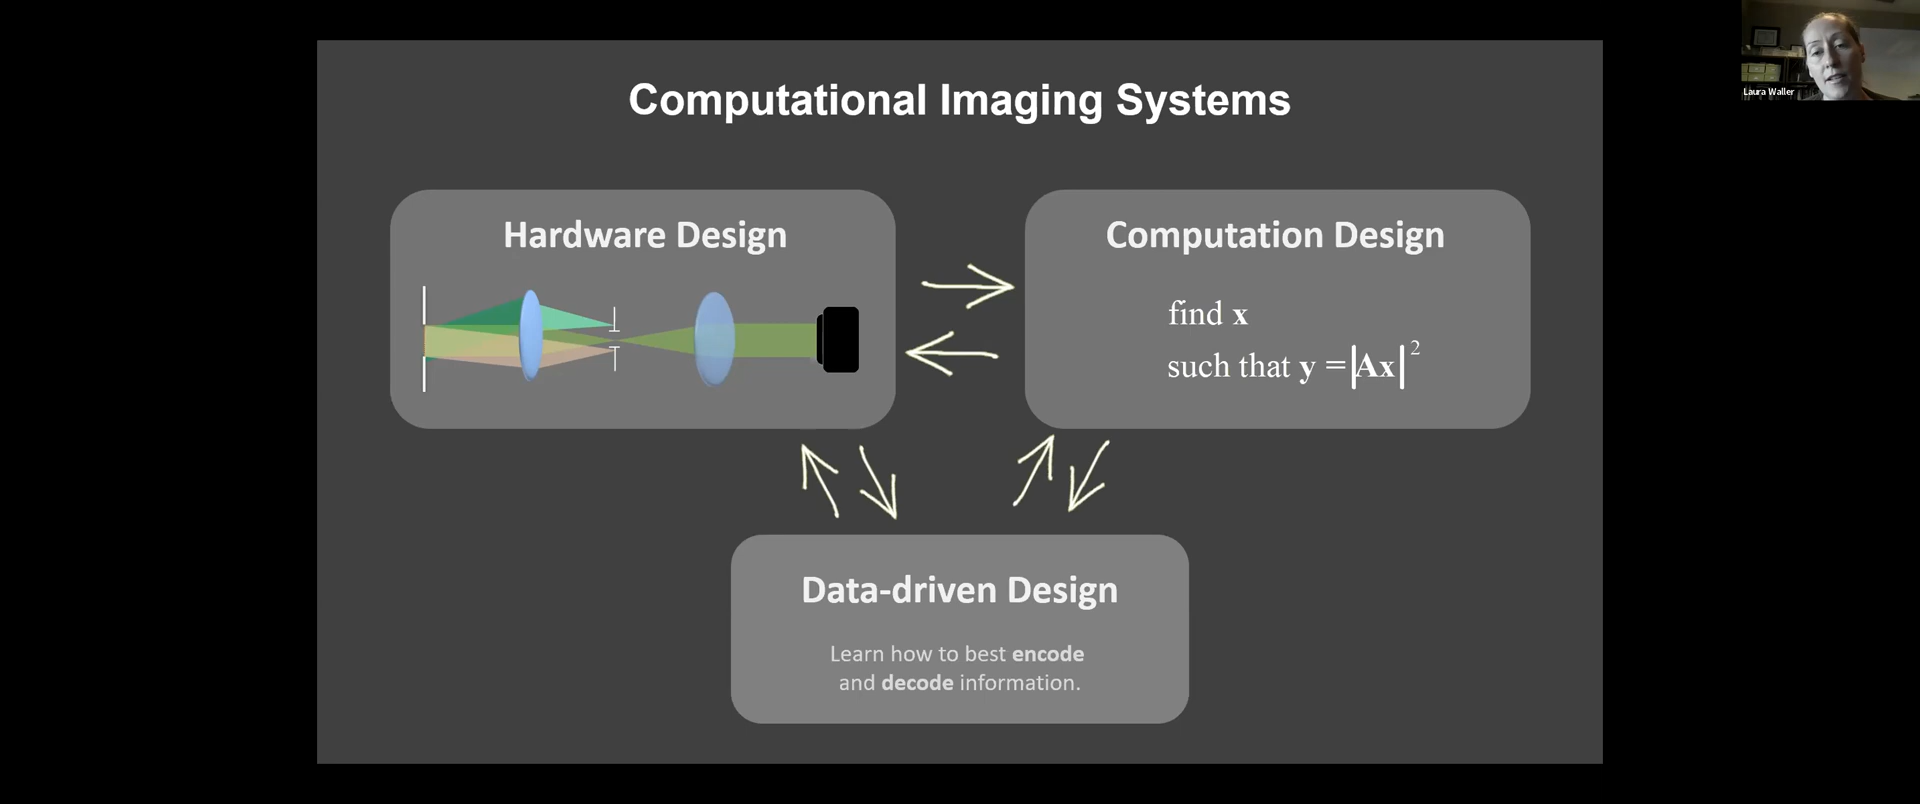 Computational Imaging Systems
Laura Waller
Hardware Design
Computation Design
find x
such that y = |Ax|²
Data-driven Design
Learn how to best encode
and decode information.